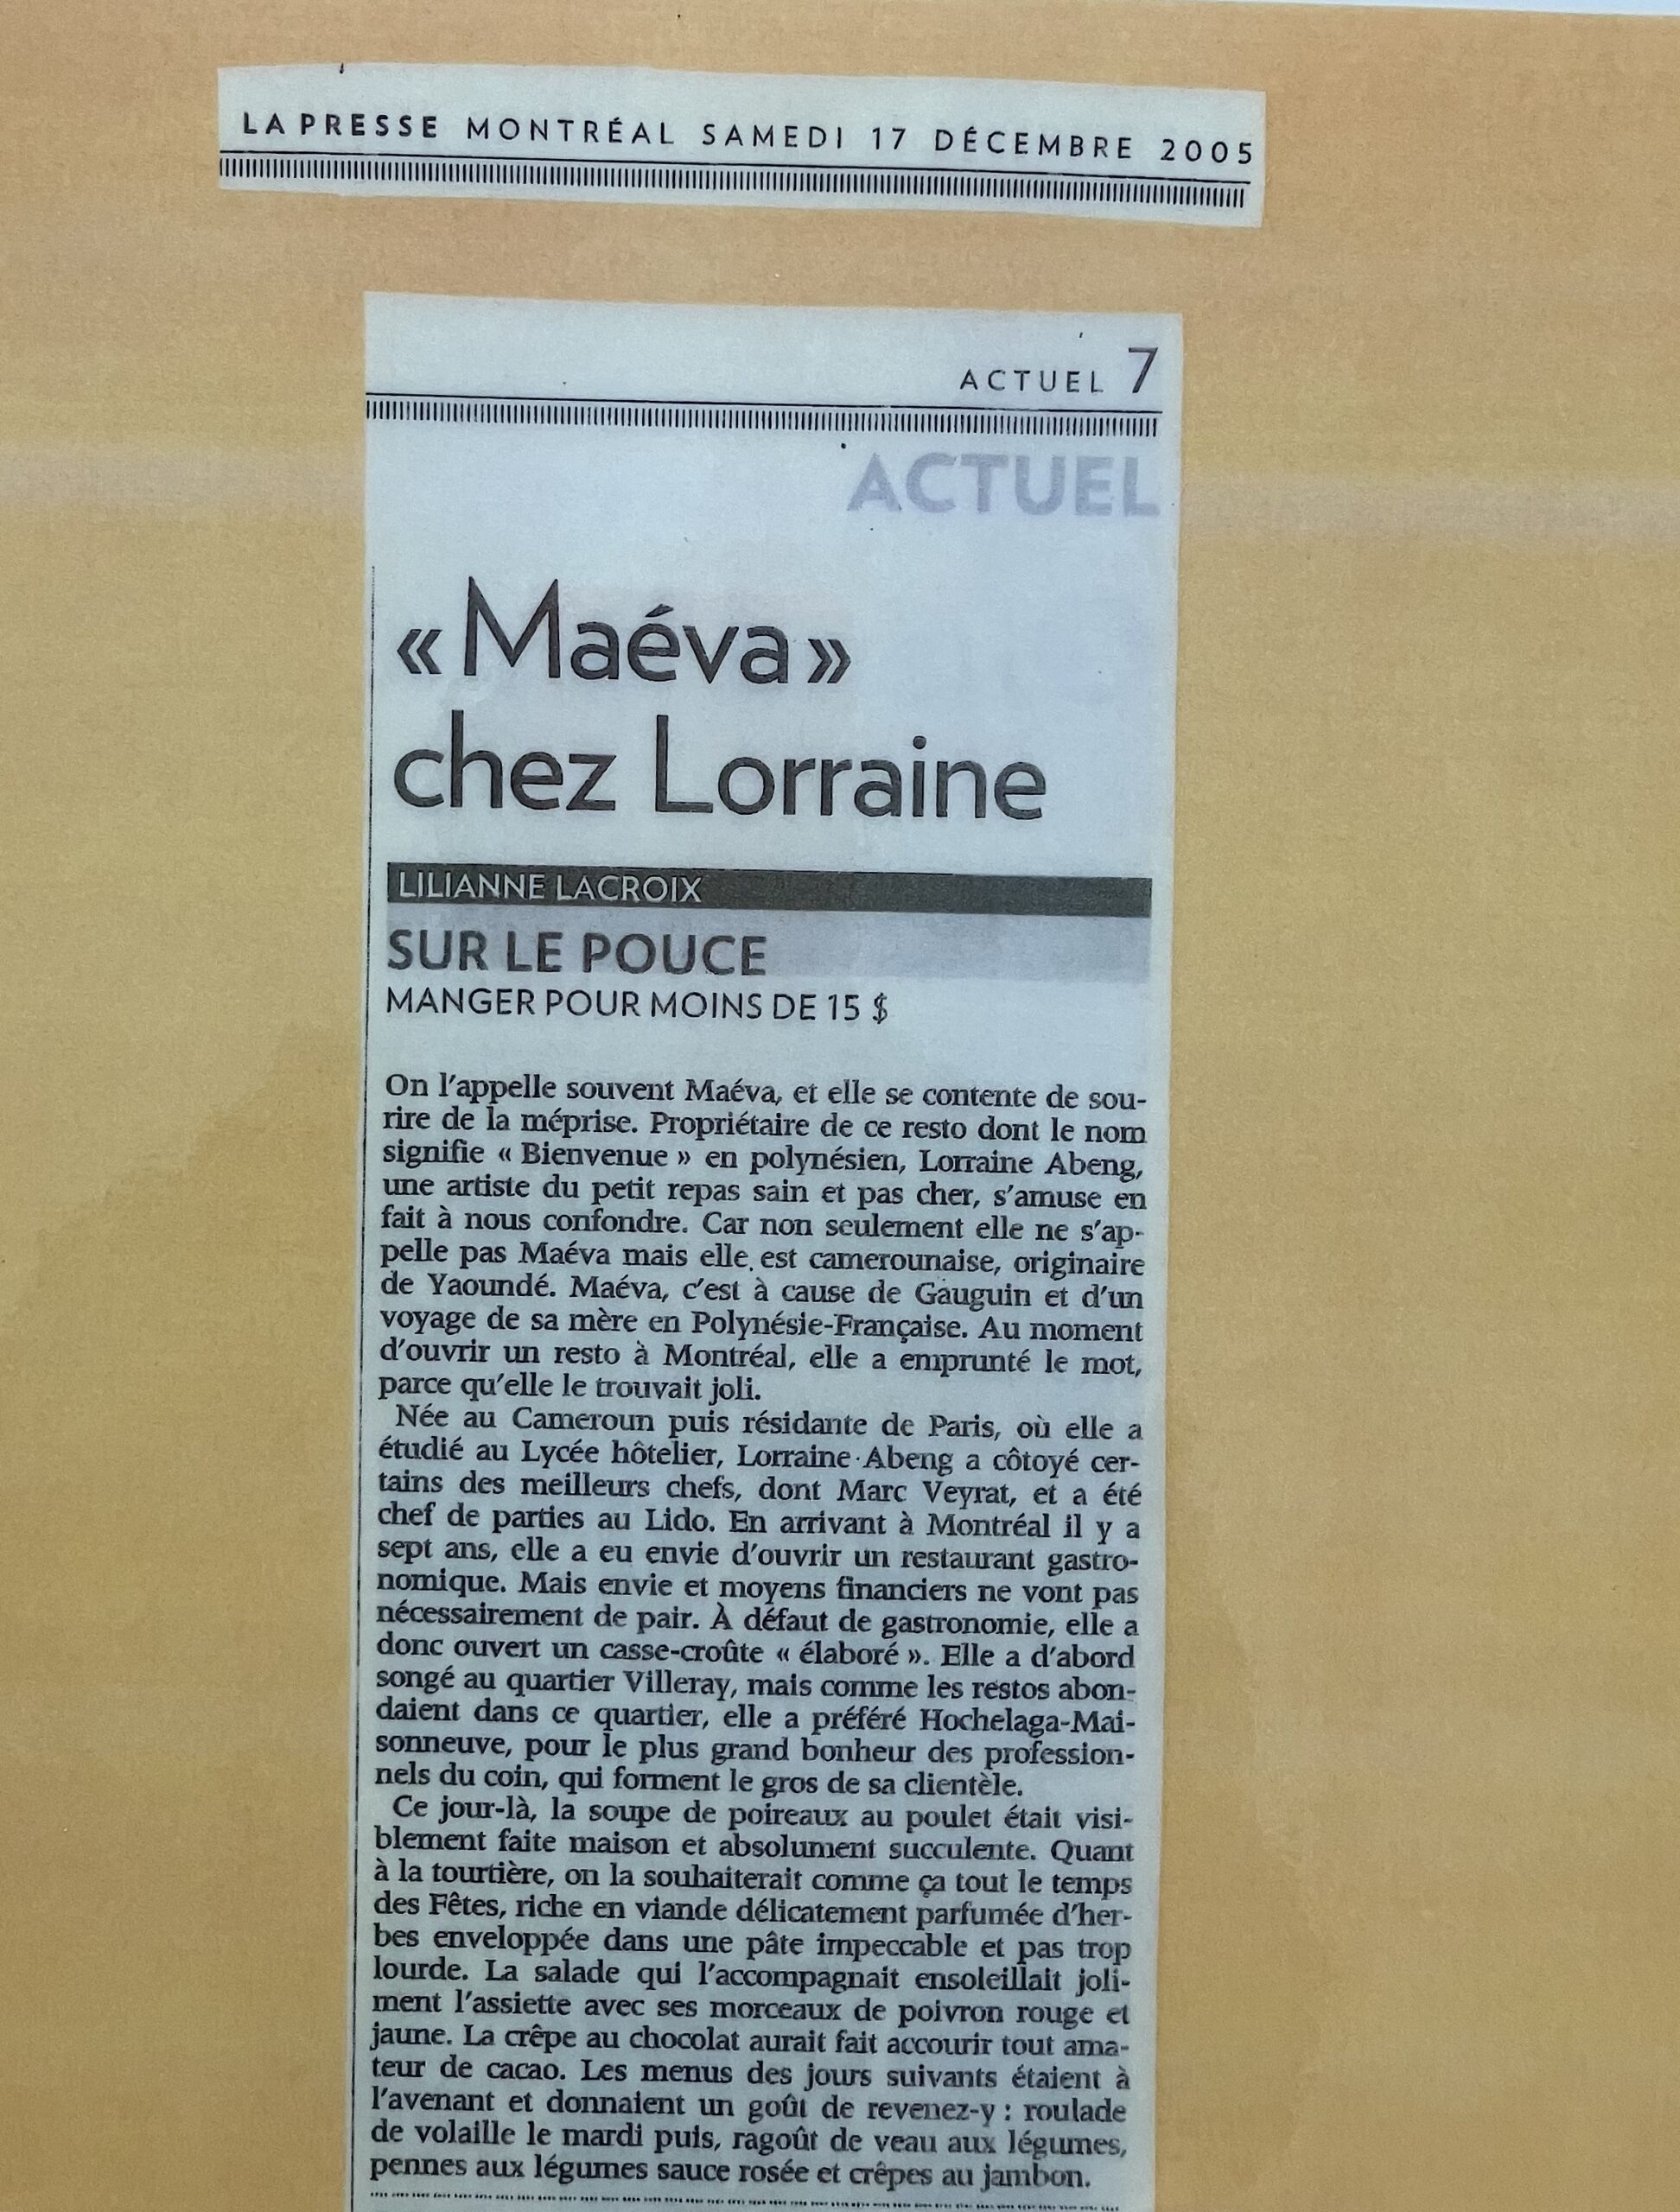 LA PRESSE MONTRÉAL SAMEDI 17 DÉCEMBRE 2005
ACTUEL 7
ACTUEL
« Maéva »
chez Lorraine
LILIANNE LACROIX
SUR LE POUCE
MANGER POUR MOINS DE 15 $
On l'appelle souvent Maéva, et elle se contente de sou-
rire de la méprise. Propriétaire de ce resto dont le nom
signifie « Bienvenue » en polynésien, Lorraine Abeng,
une artiste du petit repas sain et pas cher, s'amuse en
fait à nous confondre. Car non seulement elle ne s'ap-
pelle pas Maéva mais elle est camerounaise, originaire
de Yaoundé. Maéva, c'est à cause de Gauguin et d'un
voyage de sa mère en Polynésie-Française. Au moment
d'ouvrir un resto à Montréal, elle a emprunté le mot,
parce qu'elle le trouvait joli.
Née au Cameroun puis résidante de Paris, où elle a
étudié au Lycée hôtelier, Lorraine Abeng a côtoyé cer-
tains des meilleurs chefs, dont Marc Veyrat, et a été
chef de parties au Lido. En arrivant à Montréal il y a
sept ans, elle a eu envie d'ouvrir un restaurant gastro-
nomique. Mais envie et moyens financiers ne vont pas
nécessairement de pair. À défaut de gastronomie, elle a
donc ouvert un casse-croûte « élaboré ». Elle a d'abord
songé au quartier Villeray, mais comme les restos abon-
daient dans ce quartier, elle a préféré Hochelaga-Mai-
sonneuve, pour le plus grand bonheur des profession-
nels du coin, qui forment le gros de sa clientèle.
Ce jour-là, la soupe de poireaux au poulet était visi-
blement faite maison et absolument succulente. Quant
à la tourtière, on la souhaiterait comme ça tout le temps
des Fêtes, riche en viande délicatement parfumée d'her-
bes enveloppée dans une pâte impeccable et pas trop
lourde. La salade qui l'accompagnait ensoleillait joli-
ment l'assiette avec ses morceaux de poivron rouge et
jaune. La crêpe au chocolat aurait fait accourir tout ama-
teur de cacao. Les menus des jours suivants étaient à
l'avenant et donnaient un goût de revenez-y : roulade
de volaille le mardi puis, ragoût de veau aux légumes,
pennes aux légumes sauce rosée et crêpes au jambon.